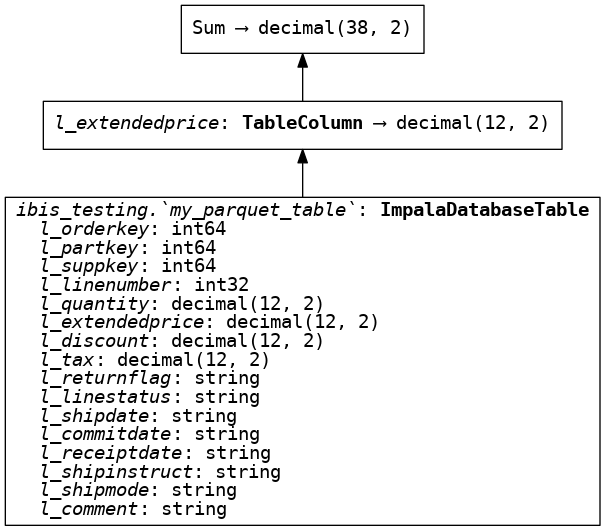 Sum → decimal(38, 2)
l_extendedprice: TableColumn → decimal(12, 2)
ibis_testing.`my_parquet_table`: ImpalaDatabaseTable
l_orderkey: int64
l_partkey: int64
l_suppkey: int64
l_linenumber: int32
l_quantity: decimal(12, 2)
l_extendedprice: decimal(12, 2)
l_discount: decimal(12, 2)
l_tax: decimal(12, 2)
l_returnflag: string
l_linestatus: string
l_shipdate: string
l_commitdate: string
l_receiptdate: string
l_shipinstruct: string
l_shipmode: string
l_comment: string